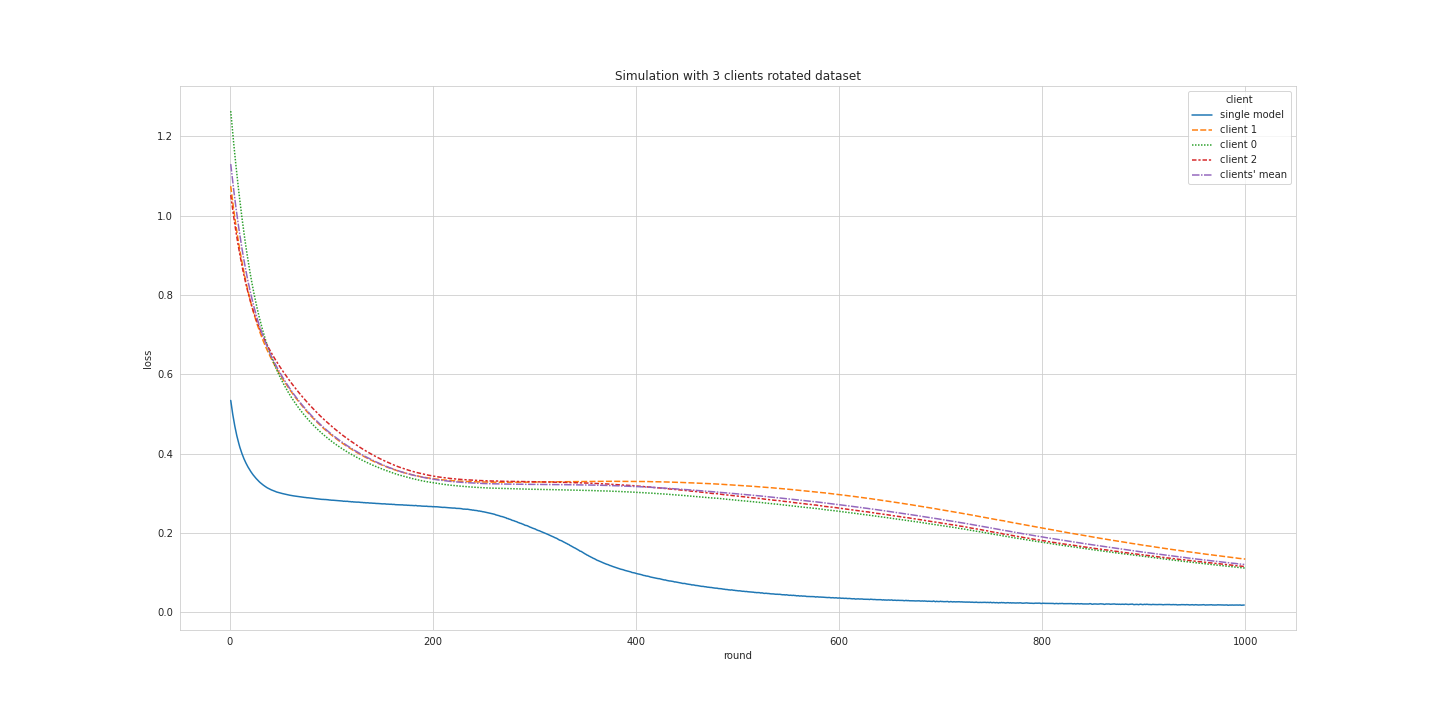 Simulation with 3 clients rotated dataset
client
single model
client 1
client 0
client 2
clients' mean
1.2
1.0
0.8
0.6
0.4
0.2
0.0
loss
0 200 400 600 800 1000
round